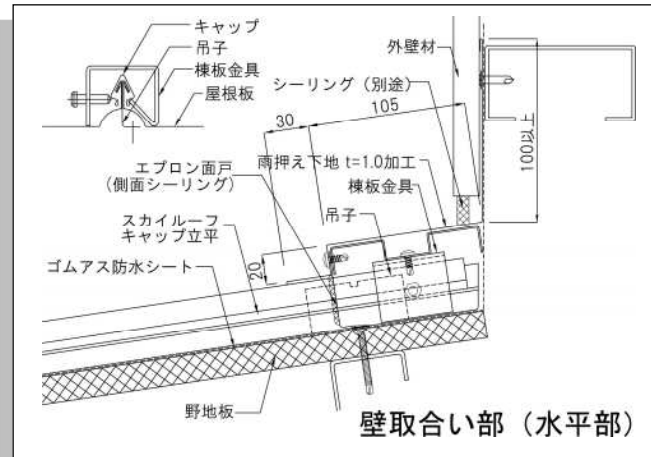 キャップ
吊子
棟板金具
屋根板
外壁材
シーリング（別途）
30
105
100以上
エプロン面戸
（側面シーリング）
雨押え下地 t=1.0加工
棟板金具
吊子
スカイルーフ
キャップ立平
20
ゴムアス防水シート
野地板
壁取合い部（水平部）